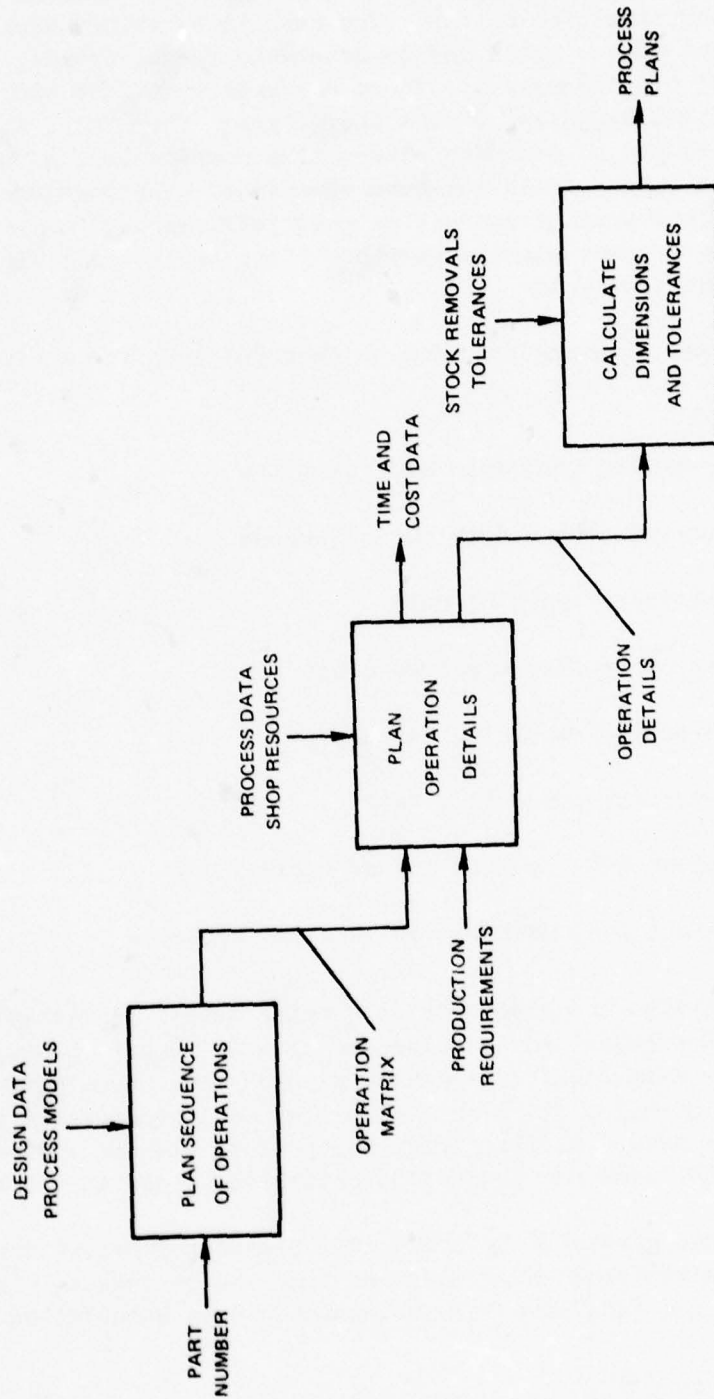 DESIGN DATA
PROCESS MODELS
PART
NUMBER
PLAN SEQUENCE
OF OPERATIONS
OPERATION
MATRIX
PROCESS DATA
SHOP RESOURCES
PRODUCTION
REQUIREMENTS
PLAN
OPERATION
DETAILS
TIME AND
COST DATA
OPERATION
DETAILS
STOCK REMOVALS
TOLERANCES
CALCULATE
DIMENSIONS
AND TOLERANCES
PROCESS
PLANS